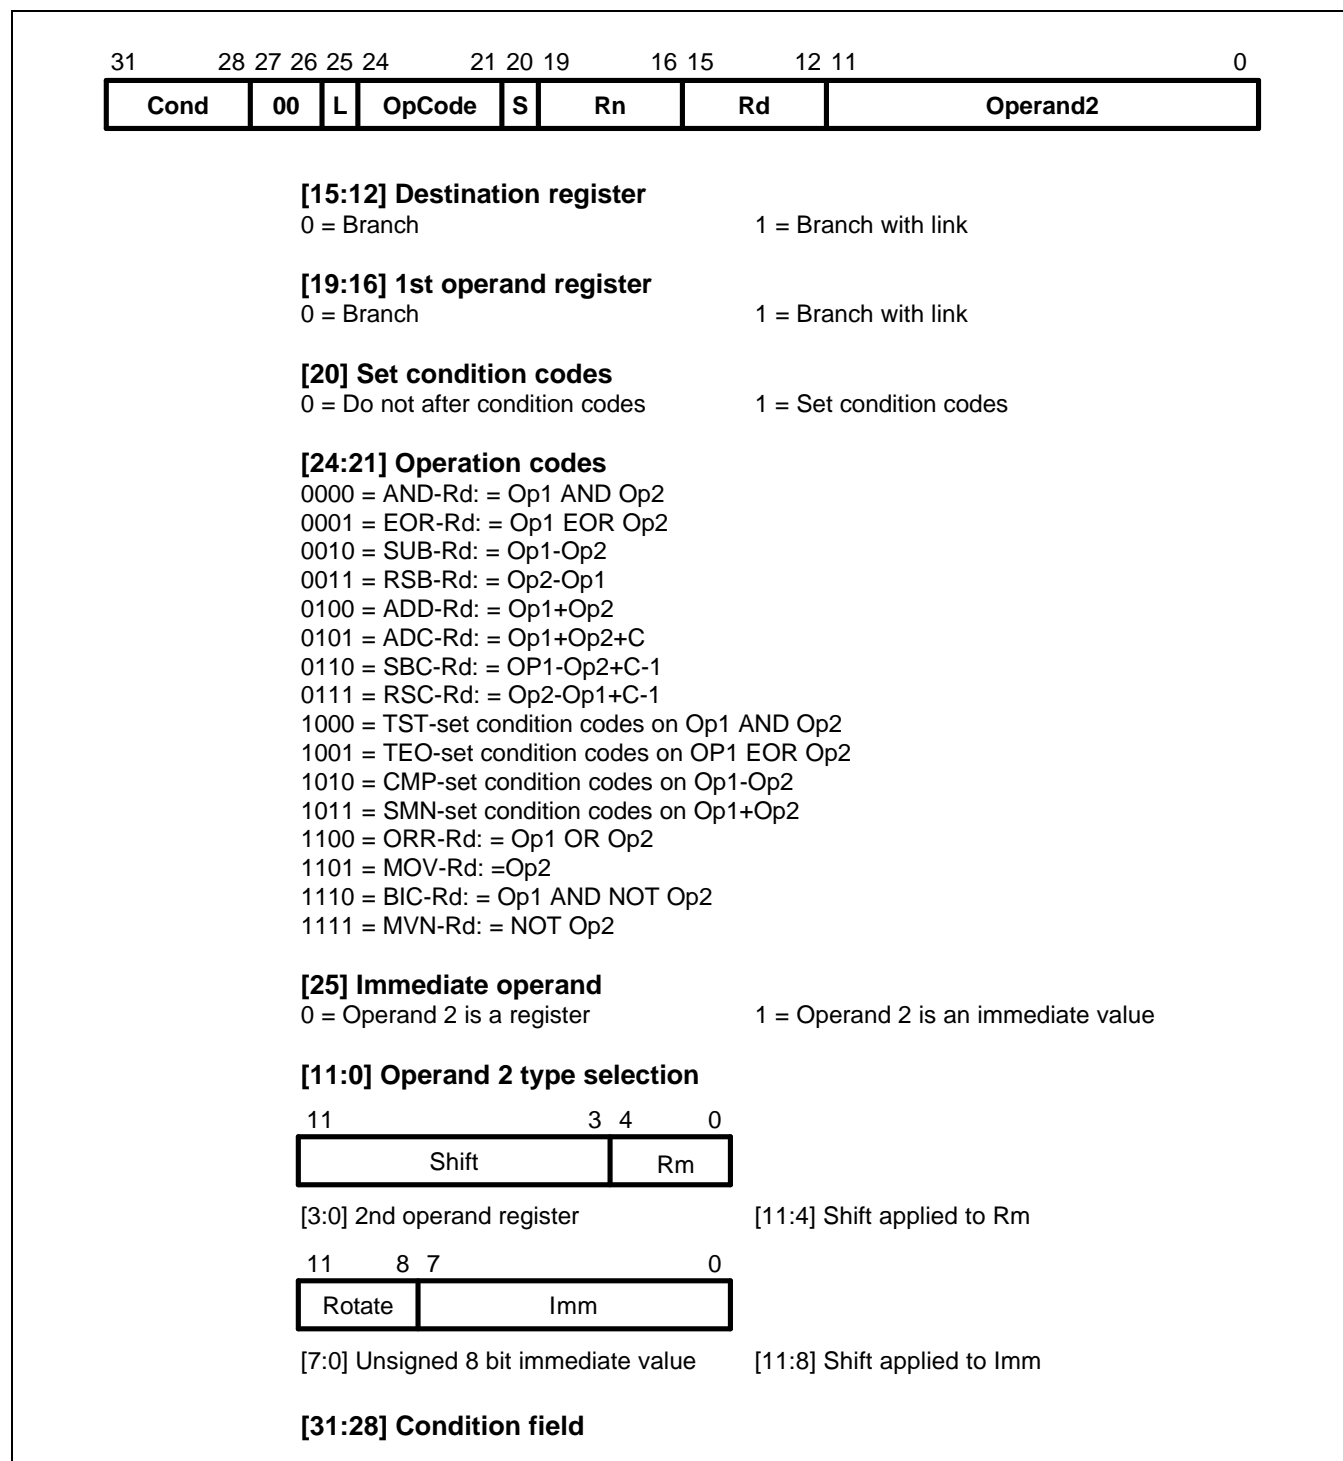 31 28 27 26 25 24 21 20 19 16 15 12 11 0
Cond 00 L OpCode S Rn Rd Operand2
[15:12] Destination register
0 = Branch 1 = Branch with link
[19:16] 1st operand register
0 = Branch 1 = Branch with link
[20] Set condition codes
0 = Do not after condition codes 1 = Set condition codes
[24:21] Operation codes
0000 = AND-Rd: = Op1 AND Op2
0001 = EOR-Rd: = Op1 EOR Op2
0010 = SUB-Rd: = Op1-Op2
0011 = RSB-Rd: = Op2-Op1
0100 = ADD-Rd: = Op1+Op2
0101 = ADC-Rd: = Op1+Op2+C
0110 = SBC-Rd: = OP1-Op2+C-1
0111 = RSC-Rd: = Op2-Op1+C-1
1000 = TST-set condition codes on Op1 AND Op2
1001 = TEO-set condition codes on OP1 EOR Op2
1010 = CMP-set condition codes on Op1-Op2
1011 = SMN-set condition codes on Op1+Op2
1100 = ORR-Rd: = Op1 OR Op2
1101 = MOV-Rd: =Op2
1110 = BIC-Rd: = Op1 AND NOT Op2
1111 = MVN-Rd: = NOT Op2
[25] Immediate operand
0 = Operand 2 is a register 1 = Operand 2 is an immediate value
[11:0] Operand 2 type selection
11 3 4 0
Shift Rm
[3:0] 2nd operand register [11:4] Shift applied to Rm
11 8 7 0
Rotate Imm
[7:0] Unsigned 8 bit immediate value [11:8] Shift applied to Imm
[31:28] Condition field